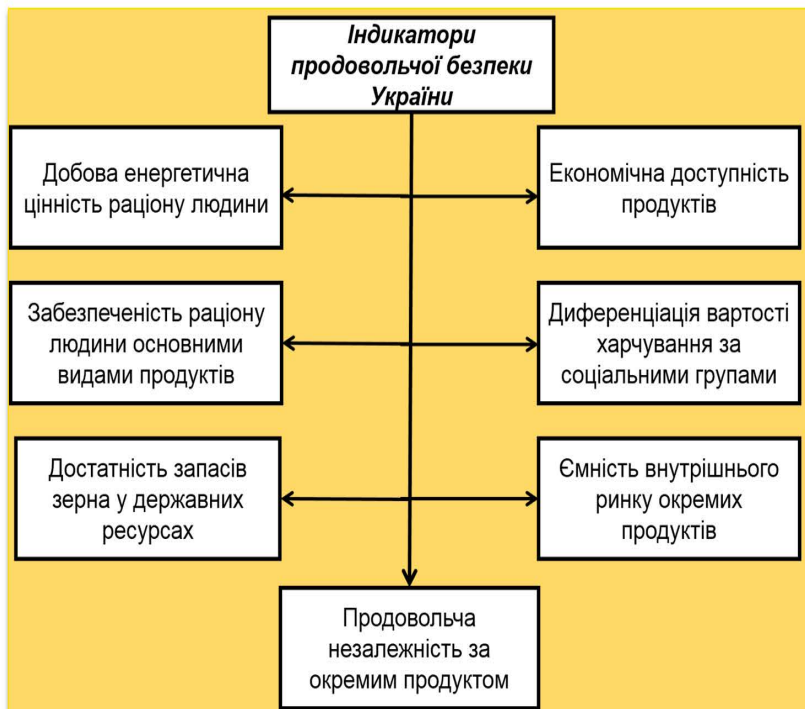 Індикатори
продовольчої безпеки
України
Добова енергетична
цінність раціону людини
Економічна доступність
продуктів
Забезпеченість раціону
людини основними
видами продуктів
Диференціація вартості
харчування за
соціальними групами
Достатність запасів
зерна у державних
ресурсах
Ємність внутрішнього
ринку окремих
продуктів
Продовольча
незалежність за
окремим продуктом